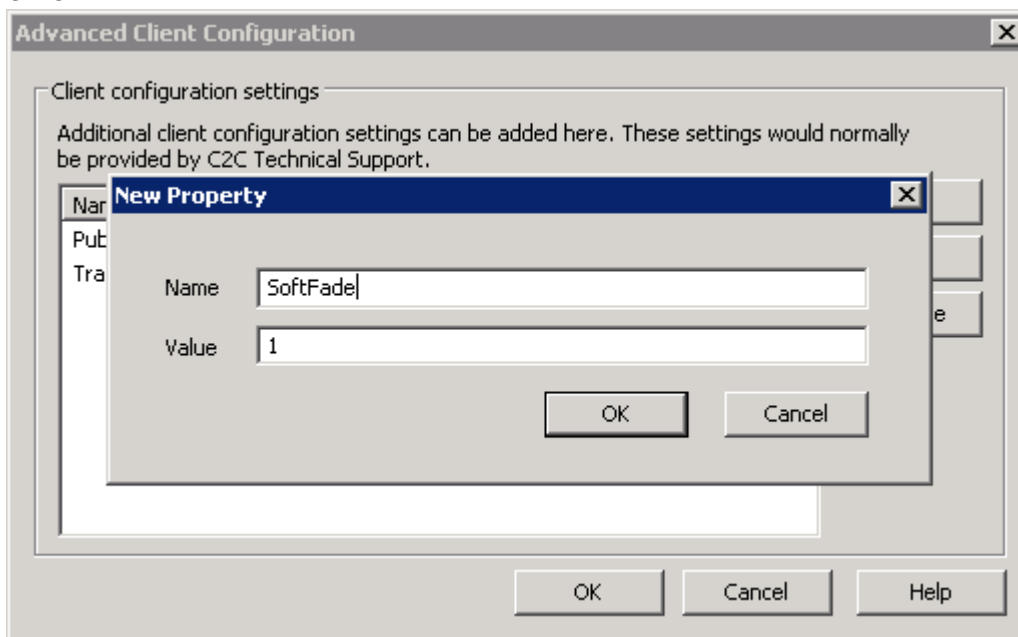 Advanced Client Configuration
Client configuration settings
Additional client configuration settings can be added here. These settings would normally
be provided by C2C Technical Support.
New Property
Name SoftFade
Value 1
OK Cancel
OK Cancel Help